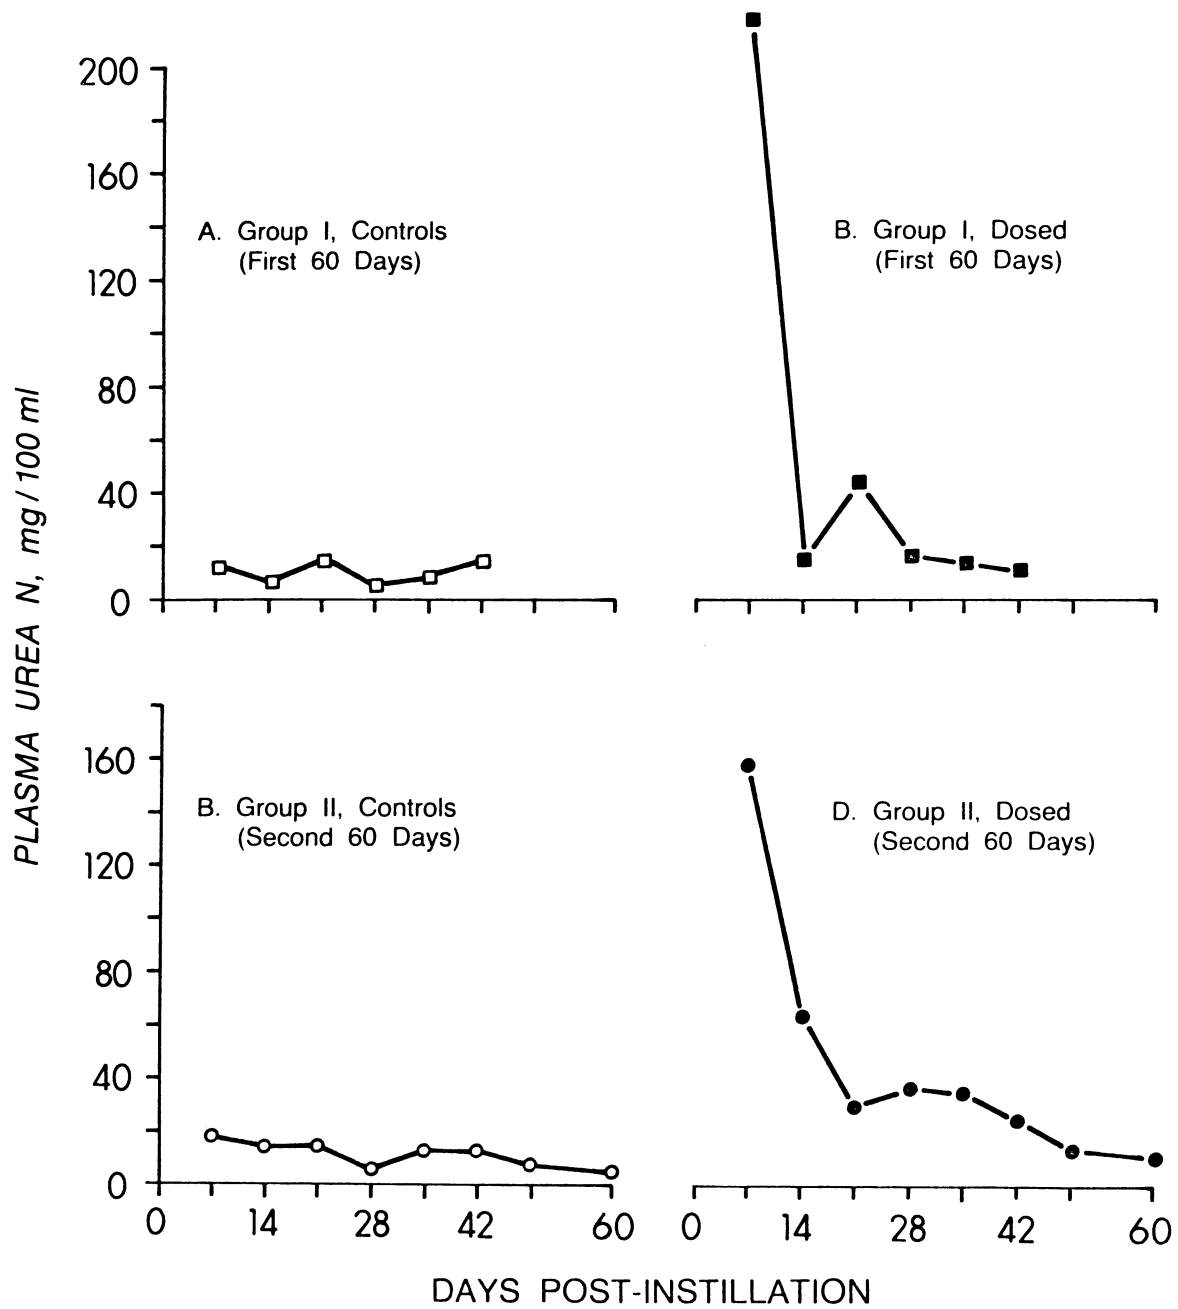 200
160
120
80
40
0
A. Group I, Controls
(First 60 Days)
B. Group I, Dosed
(First 60 Days)
PLASMA UREA N, mg/100 ml
160
120
80
40
0
B. Group II, Controls
(Second 60 Days)
D. Group II, Dosed
(Second 60 Days)
0 14 28 42 60
0 14 28 42 60
DAYS POST-INSTILLATION